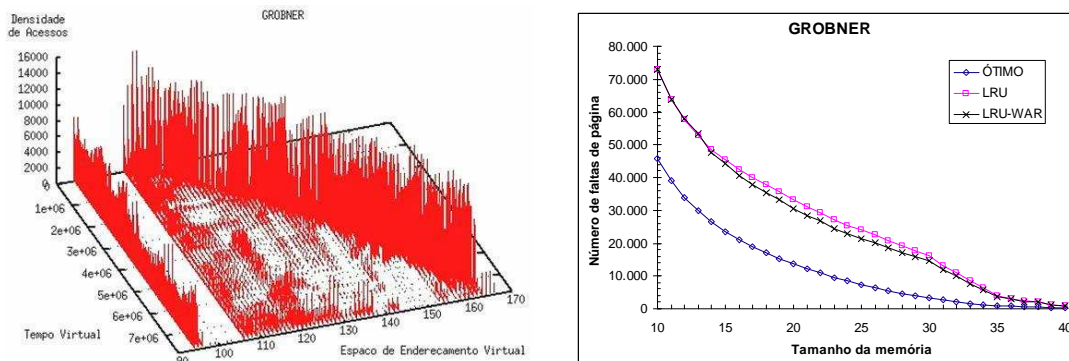 Densidade
de Acessos
GROBNER
16000
14000
12000
10000
8000
6000
4000
2000
0
1e+06
2e+06
3e+06
4e+06
5e+06
6e+06
7e+06
Tempo Virtual
90
100
110
120
130
140
150
160
170
Espaco de Enderecamento Virtual
GROBNER
80.000
70.000
60.000
50.000
40.000
30.000
20.000
10.000
0
Número de faltas de página
ÓTIMO
LRU
LRU-WAR
10
15
20
25
30
35
40
Tamanho da memória